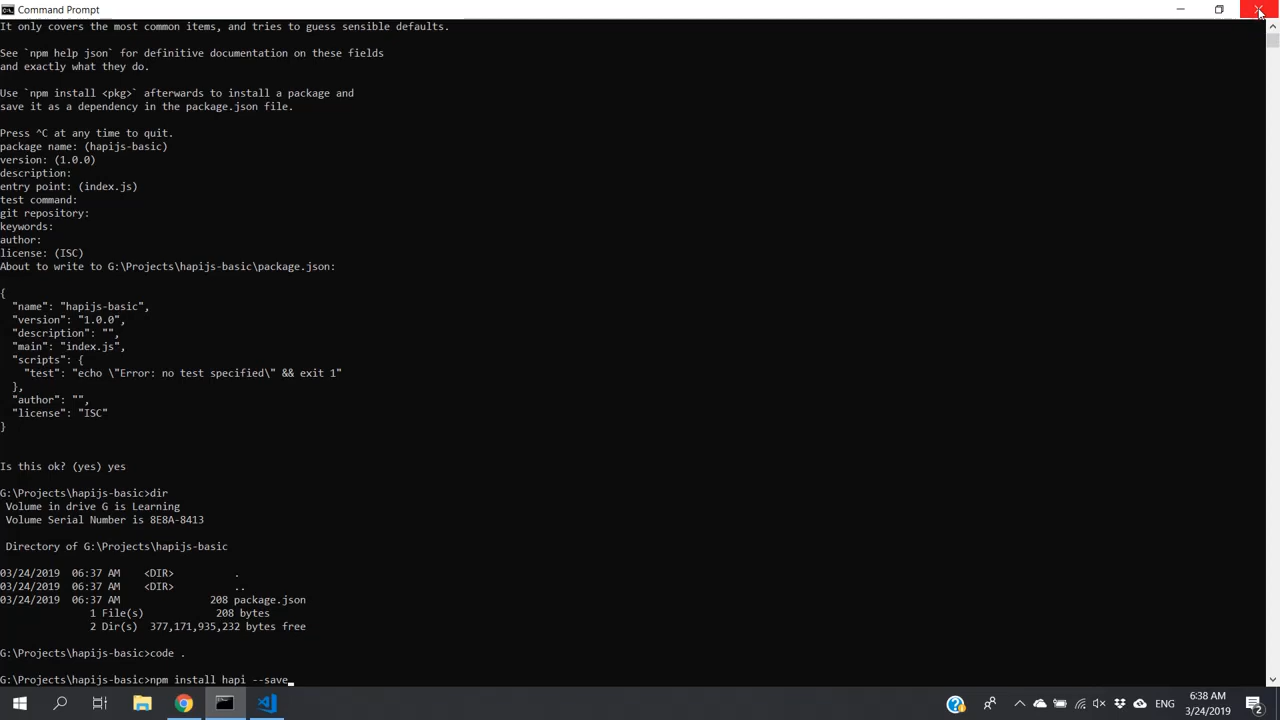 Command Prompt
It only covers the most common items, and tries to guess sensible defaults.
See `npm help json` for definitive documentation on these fields
and exactly what they do.
Use `npm install <pkg>` afterwards to install a package and
save it as a dependency in the package.json file.
Press ^C at any time to quit.
package name: (hapijs-basic)
version: (1.0.0)
description:
entry point: (index.js)
test command:
git repository:
keywords:
author:
license: (ISC)
About to write to G:\Projects\hapijs-basic\package.json:
{
  "name": "hapijs-basic",
  "version": "1.0.0",
  "description": "",
  "main": "index.js",
  "scripts": {
    "test": "echo \"Error: no test specified\" && exit 1"
  },
  "author": "",
  "license": "ISC"
}
Is this ok? (yes) yes
G:\Projects\hapijs-basic>dir
 Volume in drive G is Learning
 Volume Serial Number is 8E8A-8413
 Directory of G:\Projects\hapijs-basic
03/24/2019  06:37 AM    <DIR>          .
03/24/2019  06:37 AM    <DIR>          ..
03/24/2019  06:37 AM               208 package.json
               1 File(s)            208 bytes
               2 Dir(s)  377,171,935,232 bytes free
G:\Projects\hapijs-basic>code .
G:\Projects\hapijs-basic>npm install hapi --save
ENG
6:38 AM
3/24/2019
2